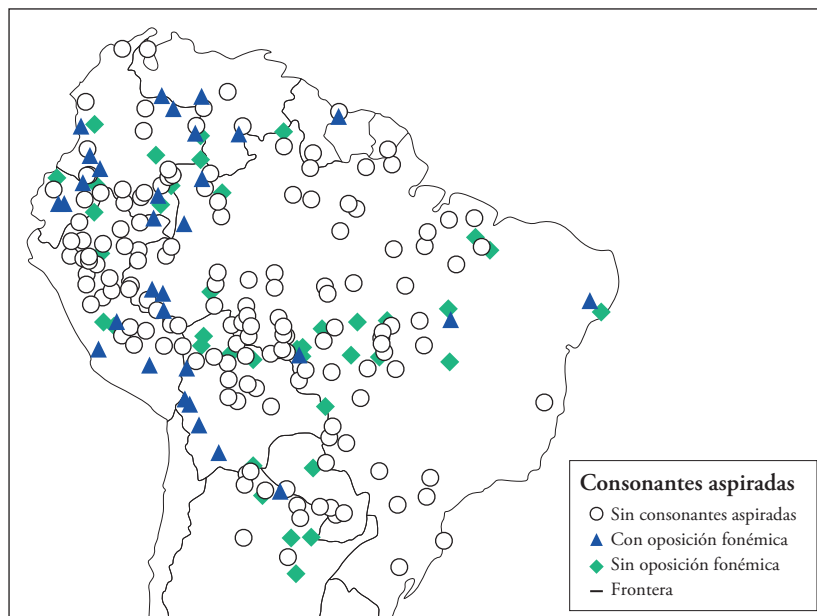 Consonantes aspiradas
Sin consonantes aspiradas
Con oposición fonémica
Sin oposición fonémica
Frontera